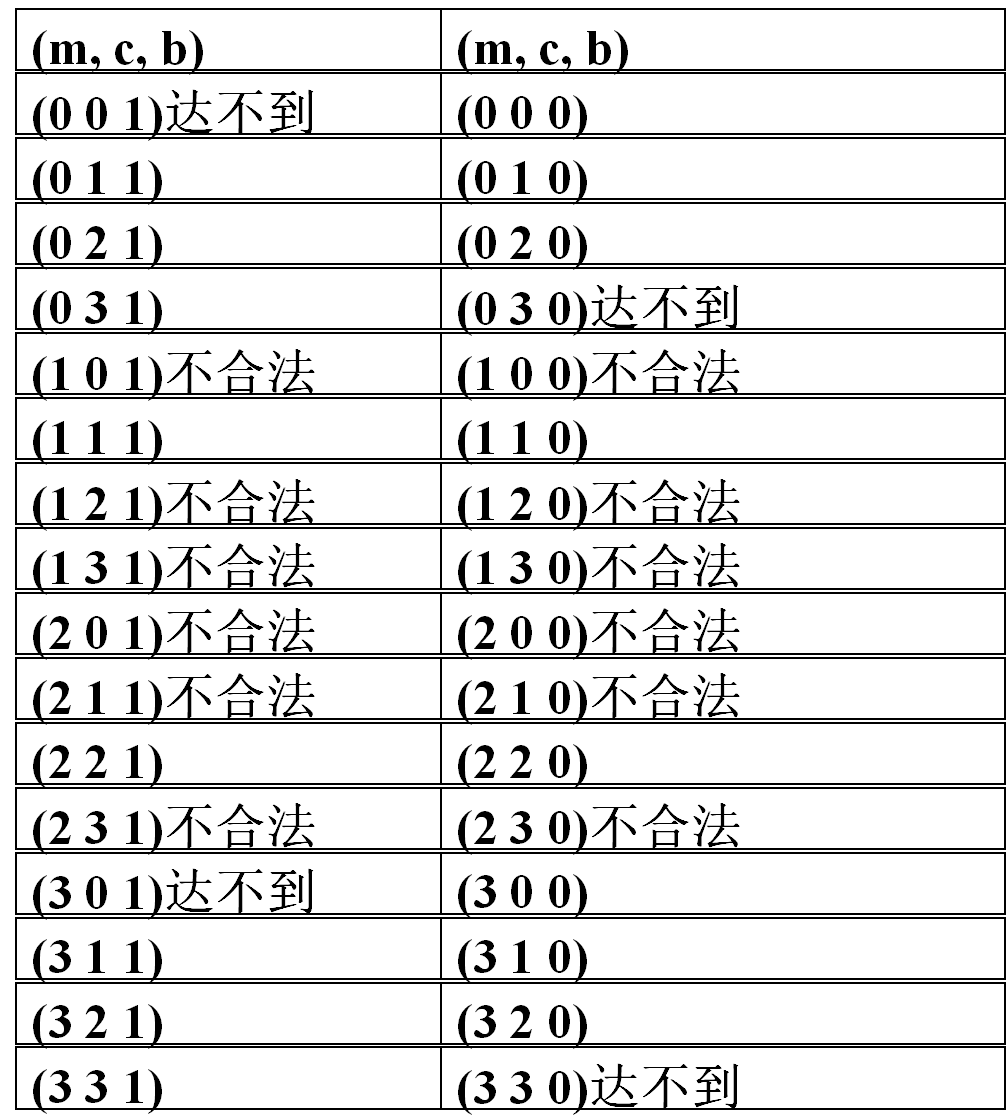 (m, c, b) (m, c, b)
(0 0 1)达不到 (0 0 0)
(0 1 1) (0 1 0)
(0 2 1) (0 2 0)
(0 3 1) (0 3 0)达不到
(1 0 1)不合法 (1 0 0)不合法
(1 1 1) (1 1 0)
(1 2 1)不合法 (1 2 0)不合法
(1 3 1)不合法 (1 3 0)不合法
(2 0 1)不合法 (2 0 0)不合法
(2 1 1)不合法 (2 1 0)不合法
(2 2 1) (2 2 0)
(2 3 1)不合法 (2 3 0)不合法
(3 0 1)达不到 (3 0 0)
(3 1 1) (3 1 0)
(3 2 1) (3 2 0)
(3 3 1) (3 3 0)达不到